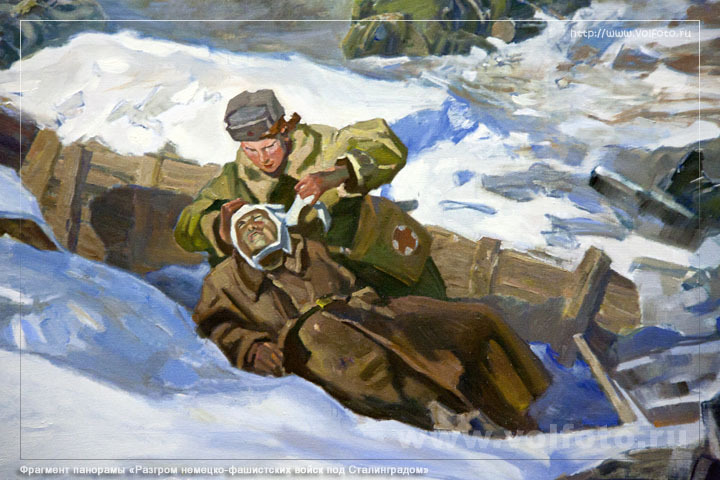 http://www.VolFoto.ru
www.volfoto.ru
Фрагмент панорамы «Разгром немецко-фашистских войск под Сталинградом»